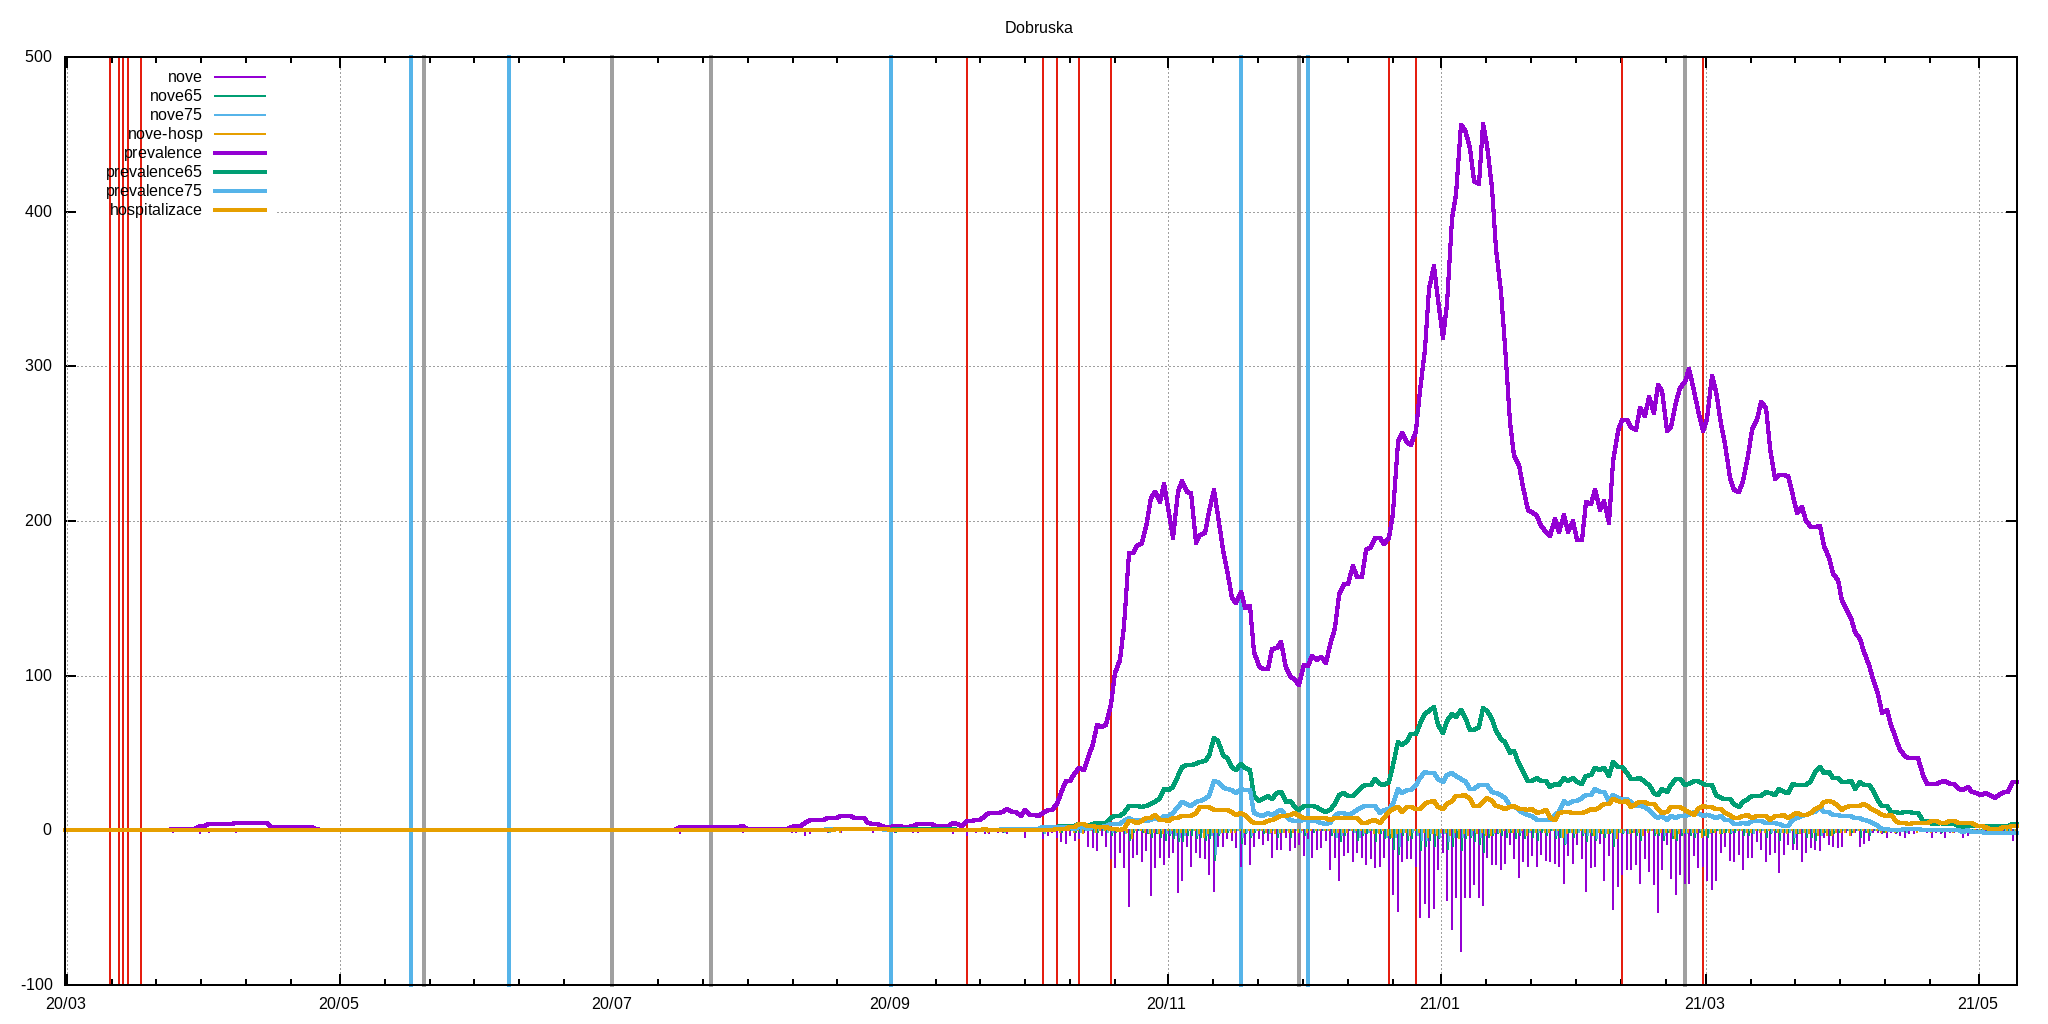 Dobruska
500
nove
nove65
nove75
nove-hosp
prevalence
prevalence65
prevalence75
hospitalizace
400
300
200
100
0
-100
20/03 20/05 20/07 20/09 20/11 21/01 21/03 21/05